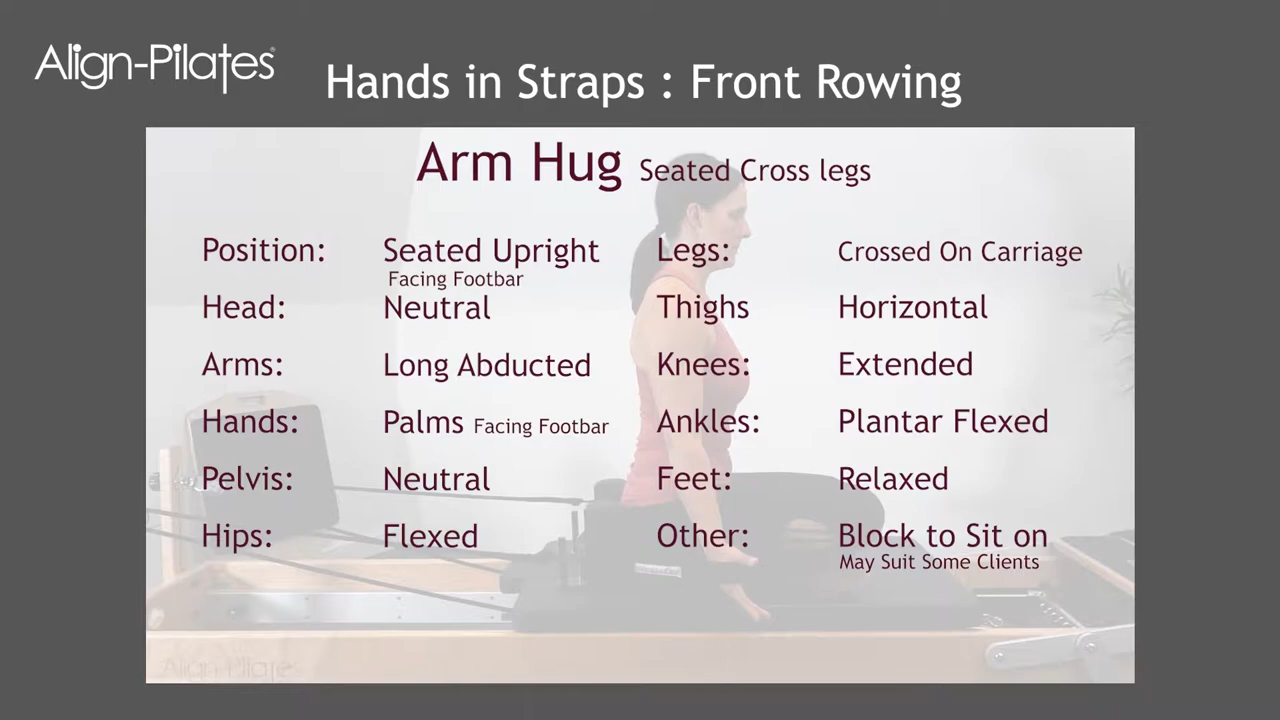 Align-Pilates
Hands in Straps : Front Rowing
Arm Hug Seated Cross legs
Position: Seated Upright
Facing Footbar
Head: Neutral
Arms: Long Abducted
Hands: Palms Facing Footbar
Pelvis: Neutral
Hips: Flexed
Legs: Crossed On Carriage
Thighs Horizontal
Knees: Extended
Ankles: Plantar Flexed
Feet: Relaxed
Other: Block to Sit on
May Suit Some Clients
Align-Pilates